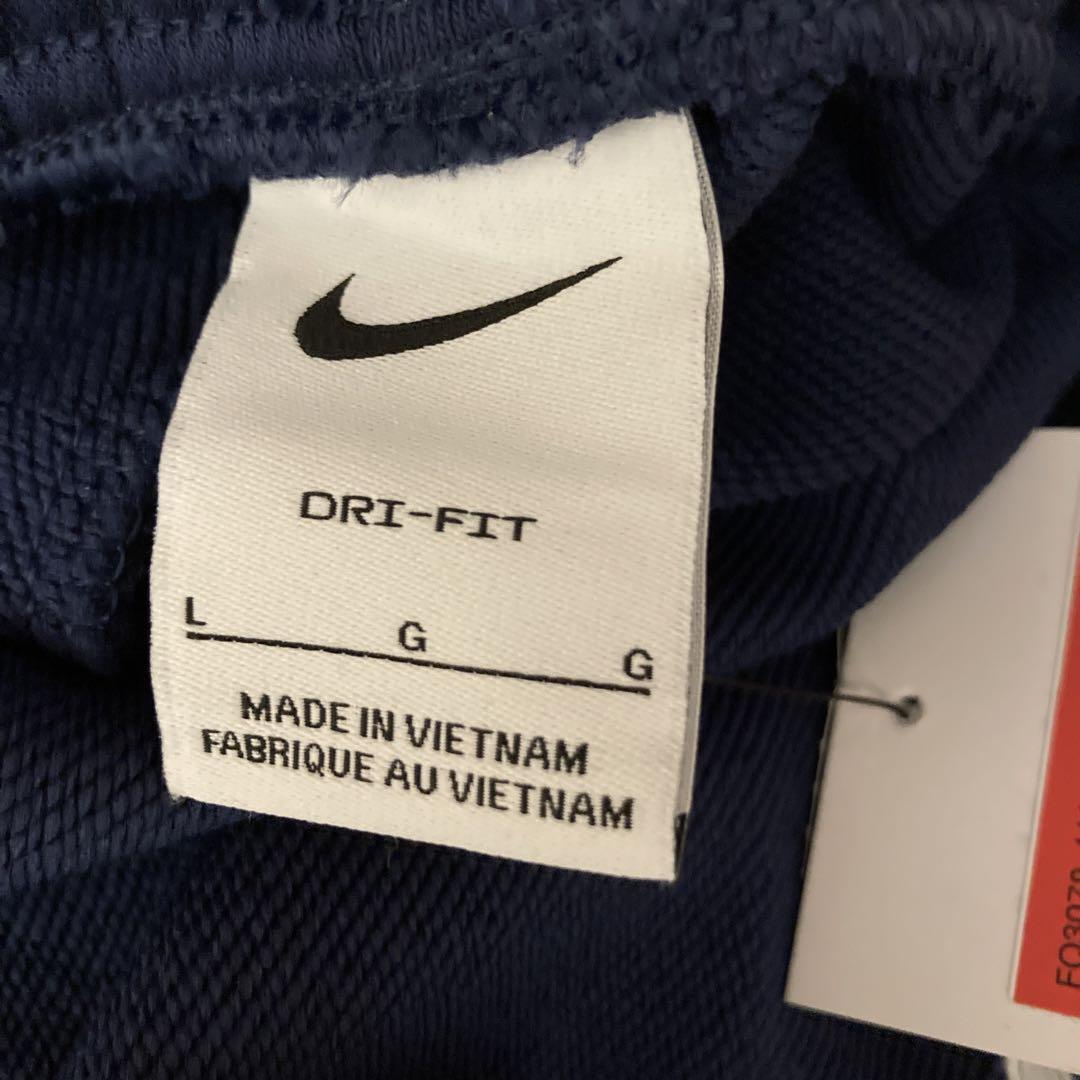 DRI-FIT
L G G
MADE IN VIETNAM
FABRIQUE AU VIETNAM